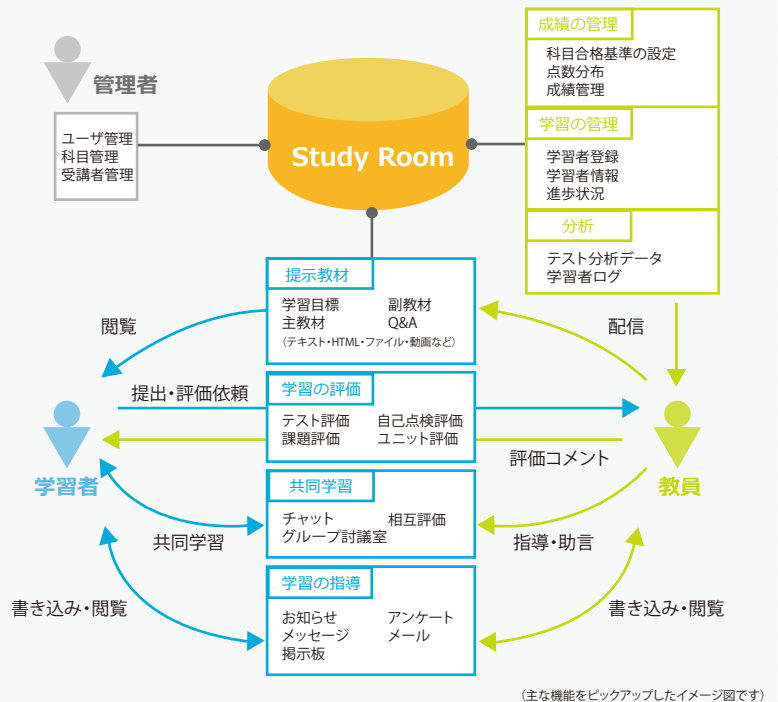 管理者
ユーザ管理
科目管理
受講者管理
Study Room
成績の管理
科目合格基準の設定
点数分布
成績管理
学習の管理
学習者登録
学習者情報
進歩状況
分析
テスト分析データ
学習者ログ
提示教材
学習目標 副教材
主教材 Q&A
(テキスト・HTML・ファイル・動画など)
閲覧
配信
提出・評価依頼
学習の評価
テスト評価 自己点検評価
課題評価 ユニット評価
評価コメント
学習者
教員
共同学習
チャット 相互評価
グループ討議室
共同学習
指導・助言
学習の指導
お知らせ アンケート
メッセージ メール
掲示板
書き込み・閲覧
書き込み・閲覧
(主な機能をピックアップしたイメージ図です)